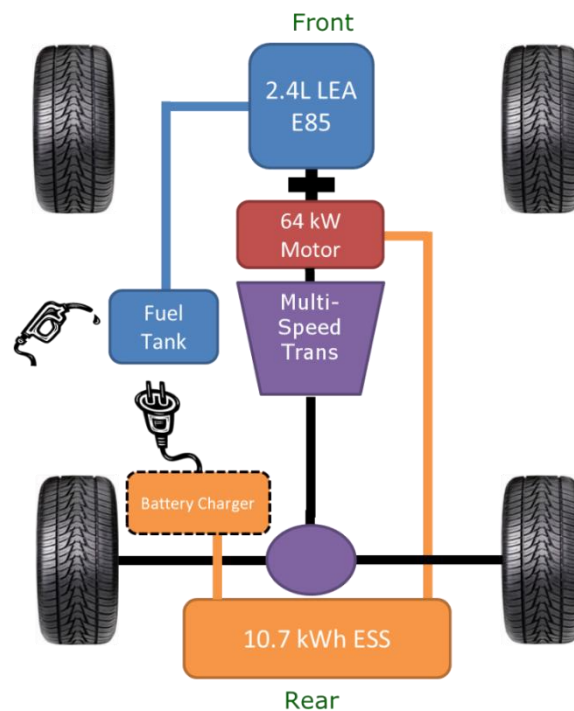 Front
2.4L LEA
E85
64 kW
Motor
Fuel
Tank
Multi-
Speed
Trans
Battery Charger
10.7 kWh ESS
Rear